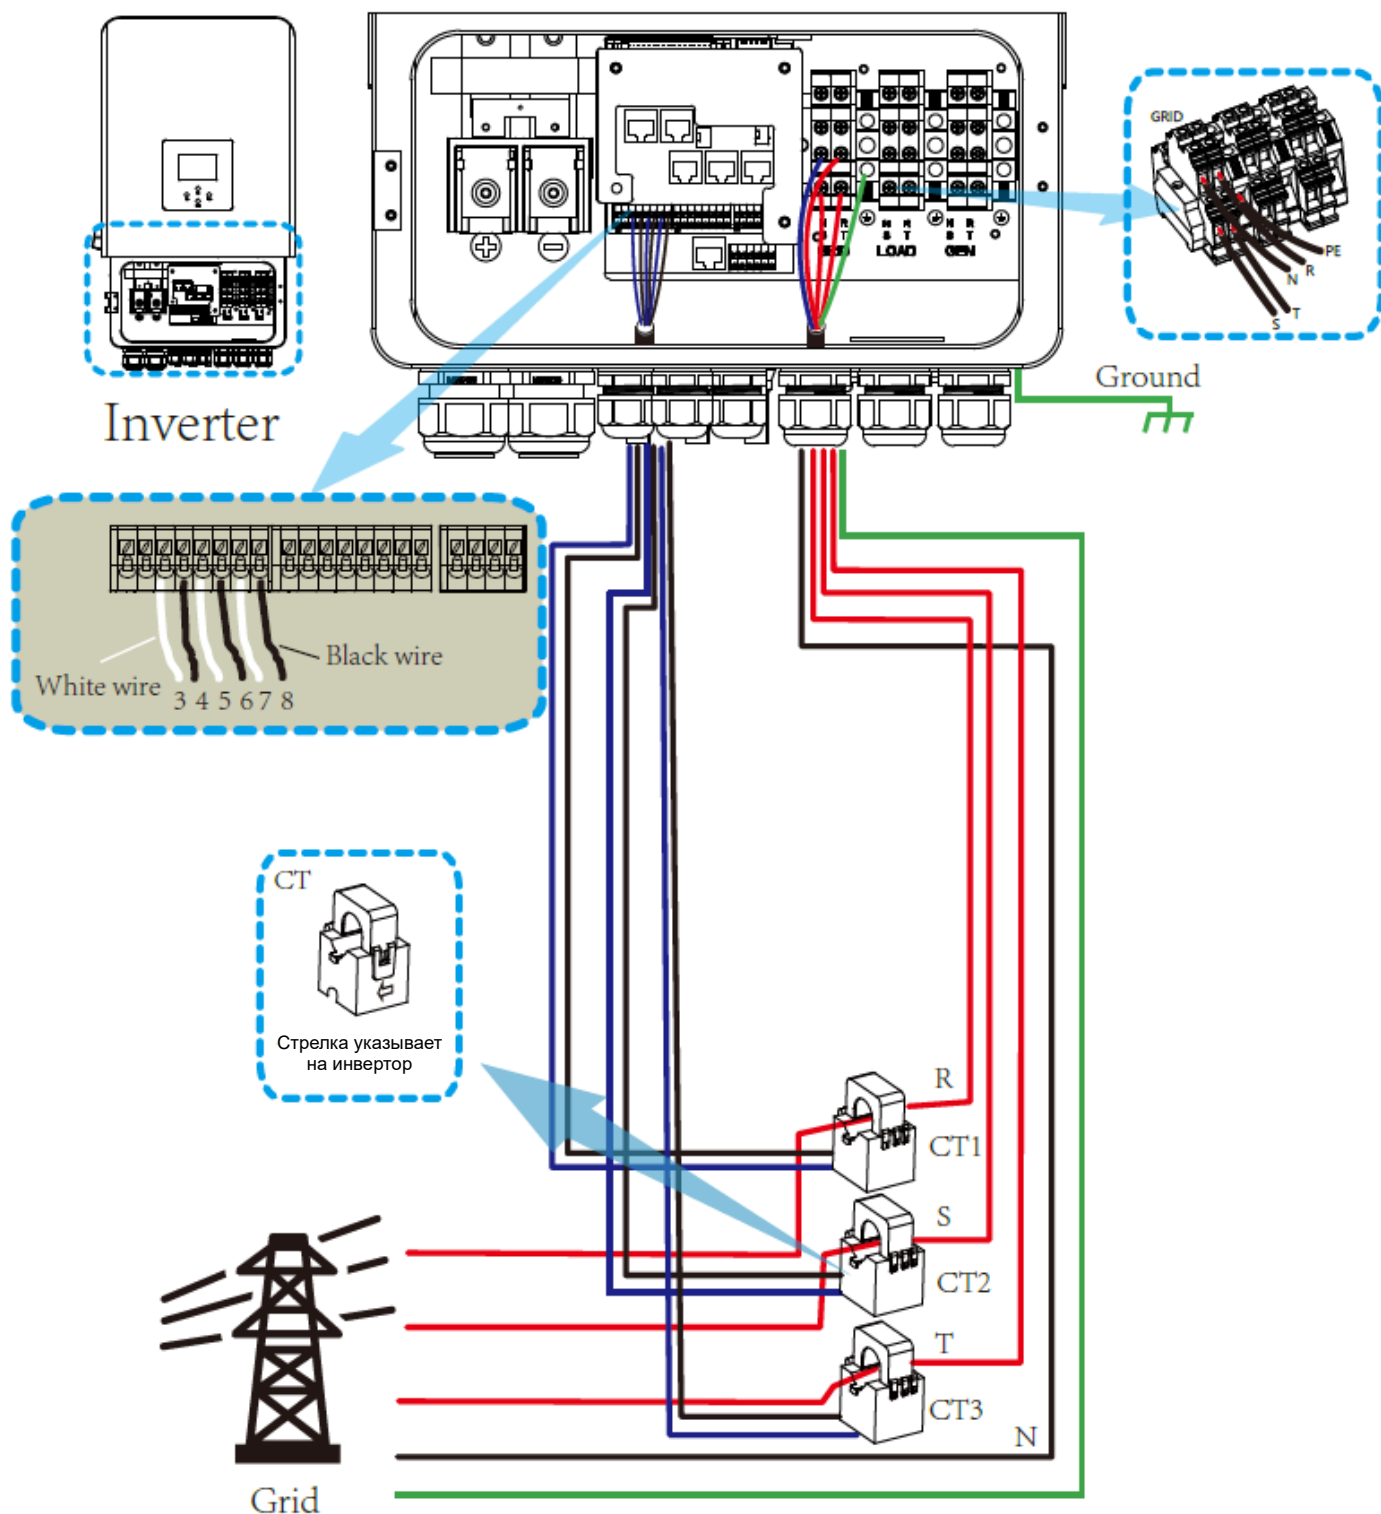 GRID
PE
R
N
T
S
N R
S T
LOAD
N R
S T
GEN
N R
S T
Ground
Inverter
White wire
Black wire
3 4 5 6 7 8
CT
Стрелка указывает
на инвертор
R
CT1
S
CT2
T
CT3
N
Grid